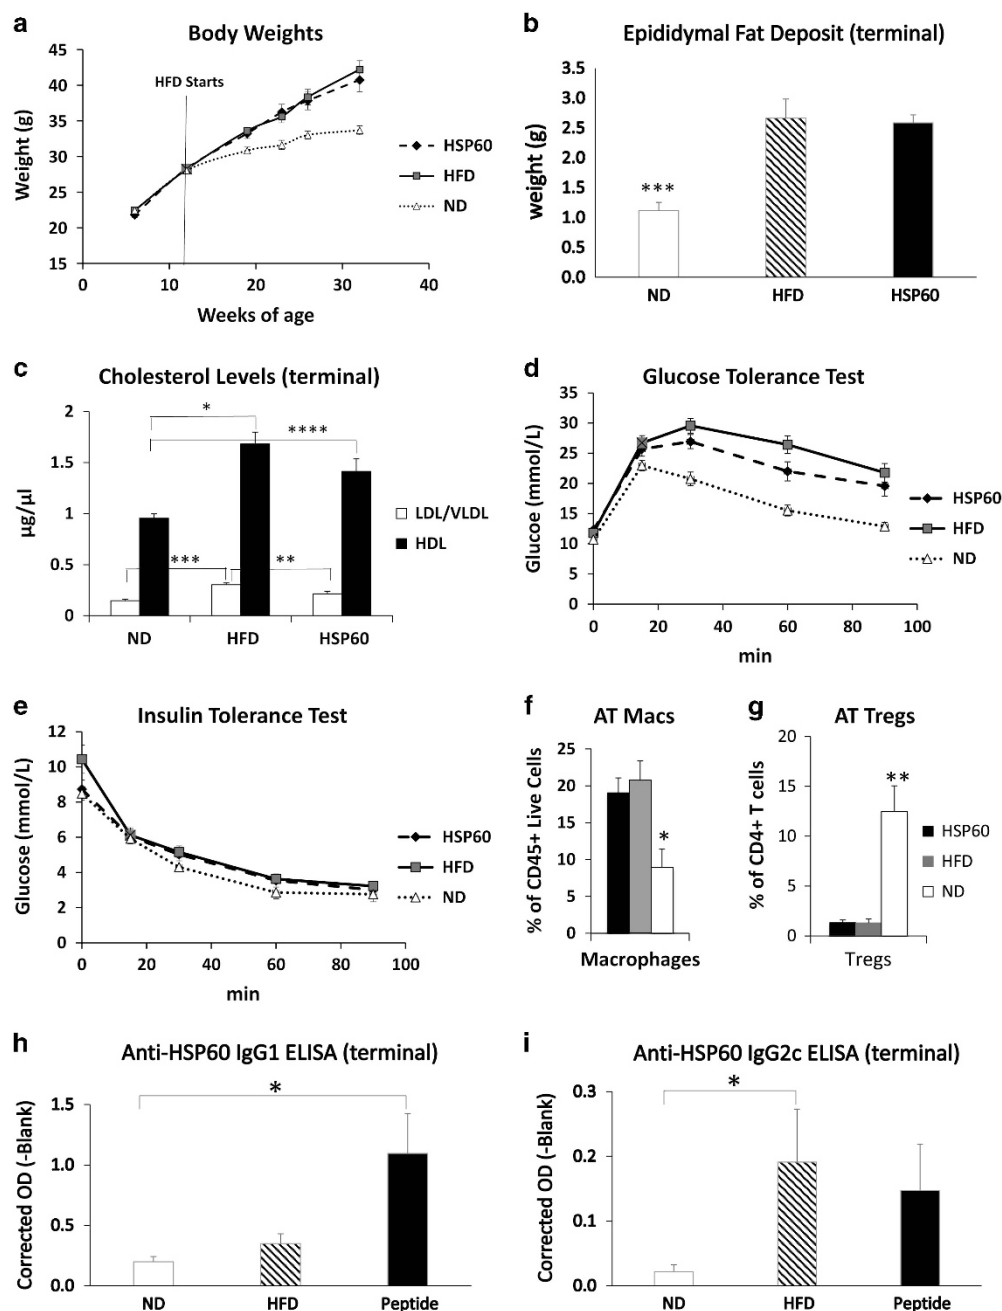 a
Body Weights
45
40
35
30
25
20
15
HFD Starts
Weight (g)
0
10
20
30
40
Weeks of age
HSP60
HFD
ND
b
Epididymal Fat Deposit (terminal)
3.5
3.0
2.5
2.0
1.5
1.0
0.5
0.0
weight (g)
***
ND
HFD
HSP60
c
Cholesterol Levels (terminal)
2
1.5
1
0.5
0
µg/µl
*
****
***
**
ND
HFD
HSP60
LDL/VLDL
HDL
d
Glucose Tolerance Test
35
30
25
20
15
10
5
0
Glucoe (mmol/L)
0
20
40
60
80
100
min
HSP60
HFD
ND
e
Insulin Tolerance Test
12
10
8
6
4
2
0
Glucose (mmol/L)
0
20
40
60
80
100
min
HSP60
HFD
ND
f
AT Macs
25
20
15
10
5
0
% of CD45+ Live Cells
*
Macrophages
g
AT Tregs
20
15
10
5
0
% of CD4+ T cells
**
Tregs
HSP60
HFD
ND
h
Anti-HSP60 IgG1 ELISA (terminal)
1.5
1.0
0.5
0.0
Corrected OD (-Blank)
*
ND
HFD
Peptide
i
Anti-HSP60 IgG2c ELISA (terminal)
0.3
0.2
0.1
0.0
Corrected OD (-Blank)
*
ND
HFD
Peptide